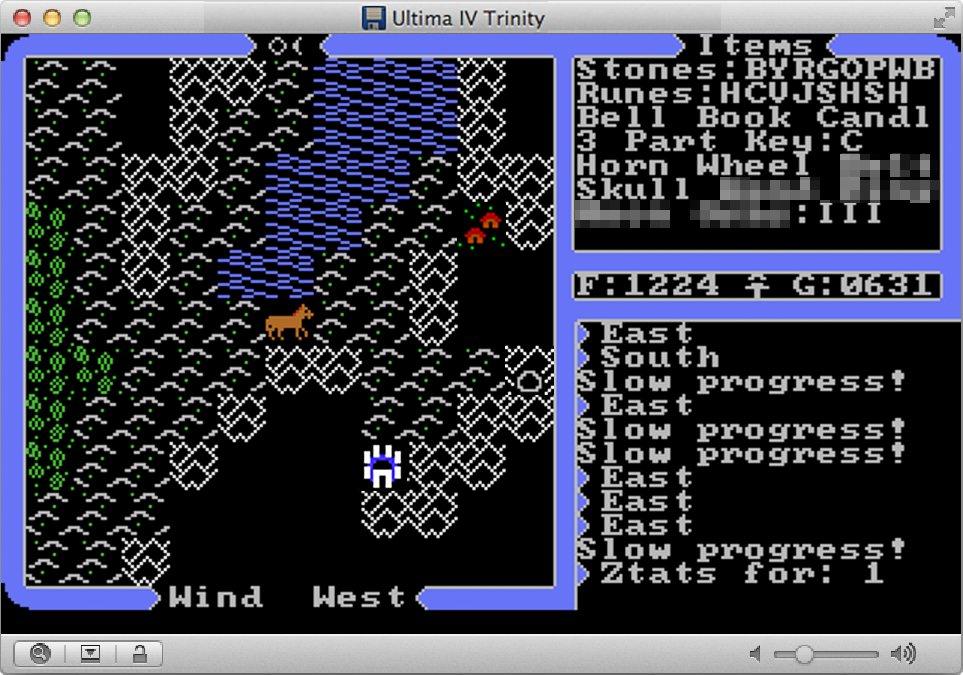 Ultima IV Trinity
Items
Stones:BYRGOPWB
Runes:HCVJSHSH
Bell Book Candl
3 Part Key:C
Horn Wheel
Skull
:III
F:1224 G:0631
East
South
Slow progress!
East
Slow progress!
Slow progress!
East
East
East
Slow progress!
Ztats for: 1
Wind West